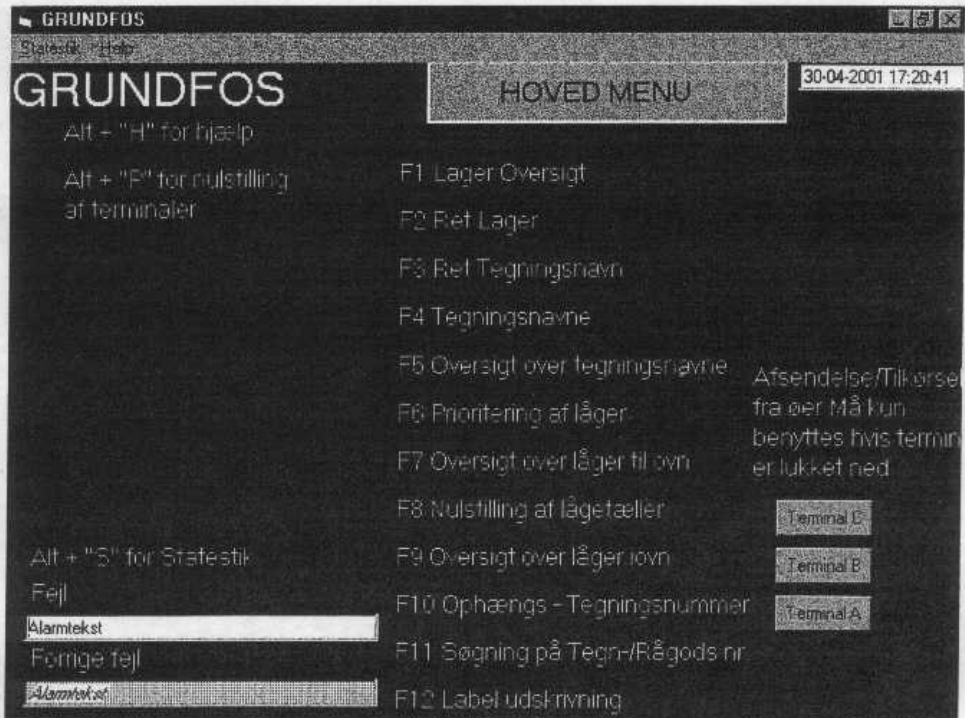 GRUNDFOS
Statestik Help
GRUNDFOS
HOVED MENU
30-04-2001 17:20:41
Alt + "H" for hjælp
Alt + "P" for nulstilling
af terminaler
F1 Lager Oversigt
F2 Ret Lager
F3 Ret Tegningsnavn
F4 Tegningsnavne
F5 Oversigt over tegningsnavne
F6 Prioritering af låger
F7 Oversigt over låger til ovn
F8 Nulstilling af lågetæller
F9 Oversigt over låger iovn
F10 Ophængs - Tegningsnummer
F11 Søgning på Tegn-/Rågods nr
F12 Label udskrivning
Afsendelse/Tilkørsel
fra øer Må kun
benyttes hvis termin
er lukket ned
Terminal C
Terminal B
Terminal A
Alt + "S" for Statestik
Fejl
Alarmtekst
Forrige fejl
Alarmtekst